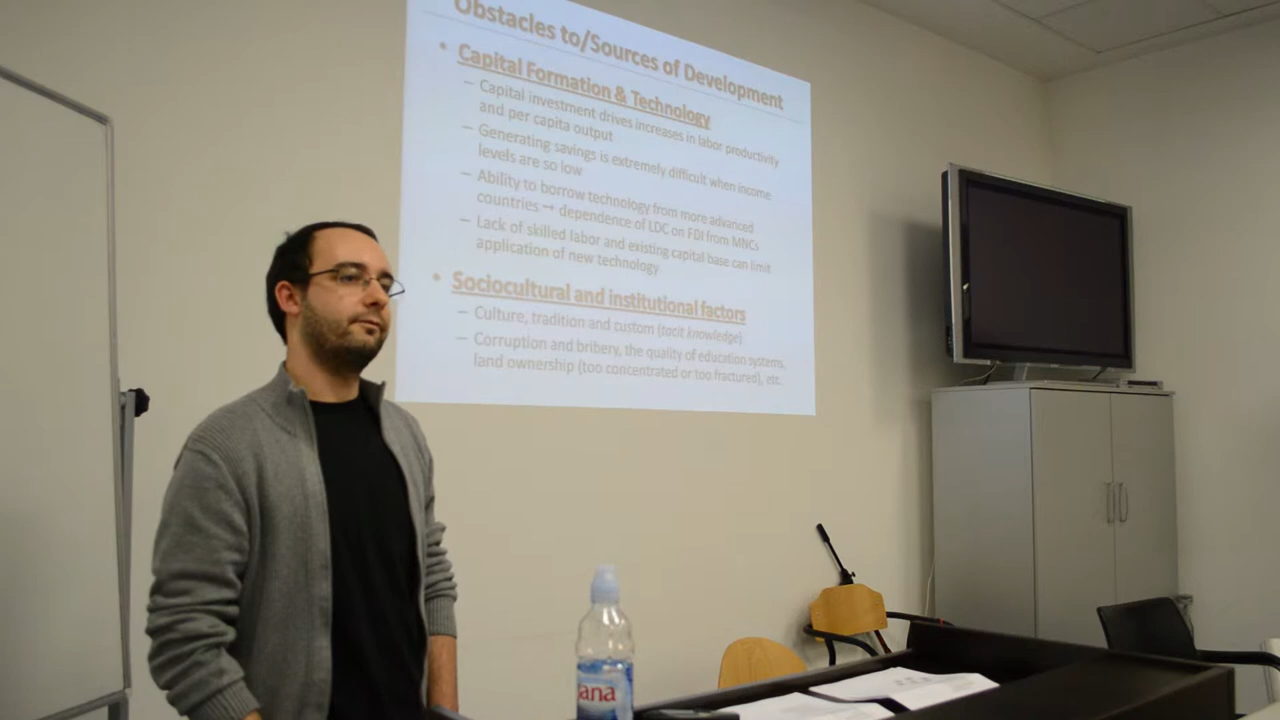 Obstacles to/Sources of Development
• Capital Formation & Technology
– Capital investment drives increases in labor productivity
and per capita output
– Generating savings is extremely difficult when income
levels are so low
– Ability to borrow technology from more advanced
countries → dependence of LDC on FDI from MNCs
– Lack of skilled labor and existing capital base can limit
application of new technology
• Sociocultural and institutional factors
– Culture, tradition and custom (tacit knowledge)
– Corruption and bribery, the quality of education systems,
land ownership (too concentrated or too fractured), etc.
ana